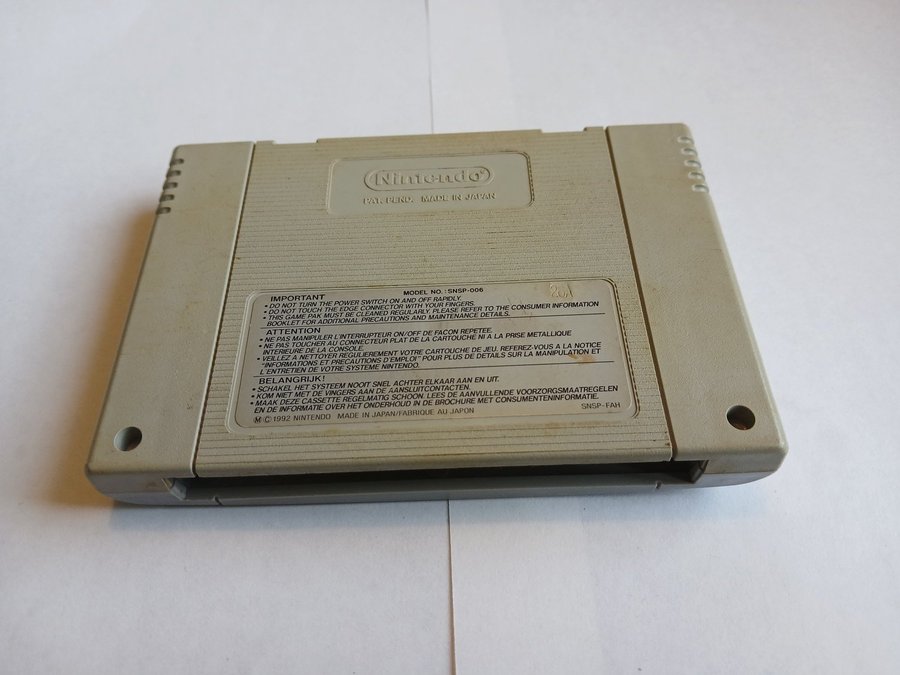 Nintendo®
PAT. PEND. MADE IN JAPAN
MODEL NO. : SNSP-006
IMPORTANT
• DO NOT TURN THE POWER SWITCH ON AND OFF RAPIDLY.
• DO NOT TOUCH THE EDGE CONNECTOR WITH YOUR FINGERS.
• THIS GAME PAK MUST BE CLEANED REGULARLY. PLEASE REFER TO THE CONSUMER INFORMATION
BOOKLET FOR ADDITIONAL PRECAUTIONS AND MAINTENANCE DETAILS.
ATTENTION
• NE PAS MANIPULER L'INTERRUPTEUR ON/OFF DE FACON REPETEE.
• NE PAS TOUCHER AU CONNECTEUR PLAT DE LA CARTOUCHE NI A LA PRISE METALLIQUE
INTERIEURE DE LA CONSOLE.
• VEILLEZ A NETTOYER REGULIEREMENT VOTRE CARTOUCHE DE JEU. REFEREZ-VOUS A LA NOTICE
"INFORMATIONS ET PRECAUTIONS D'EMPLOI" POUR PLUS DE DETAILS SUR LA MANIPULATION ET
L'ENTRETIEN DE VOTRE SYSTEME NINTENDO.
BELANGRIJK!
• SCHAKEL HET SYSTEEM NOOIT SNEL ACHTER ELKAAR AAN EN UIT.
• KOM NIET MET DE VINGERS AAN DE AANSLUITCONTACTEN.
• MAAK DEZE CASSETTE REGELMATIG SCHOON. LEES DE AANVULLENDE VOORZORGSMAATREGELEN
EN DE INFORMATIE OVER HET ONDERHOUD IN DE BROCHURE MET CONSUMENTENINFORMATIE.
Ⓜ © 1992 NINTENDO. MADE IN JAPAN/FABRIQUE AU JAPON SNSP-FAH